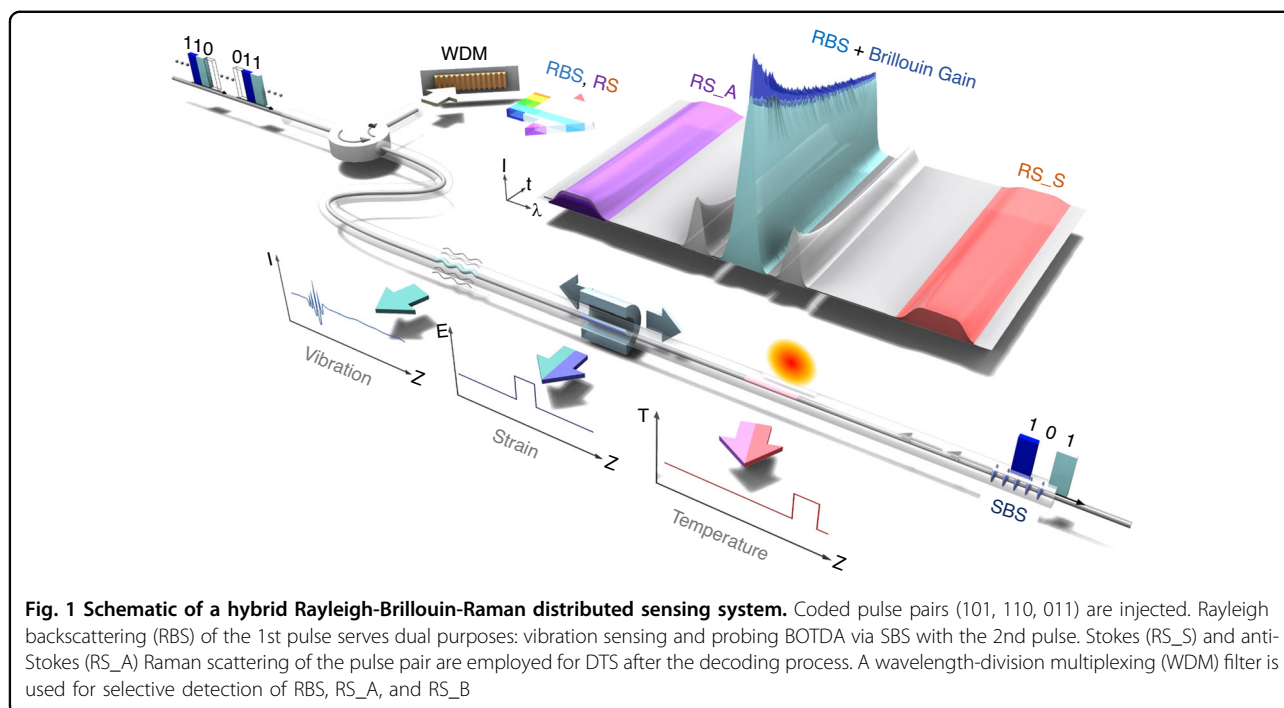 110
011
WDM
RBS, RS
RS_A
RBS + Brillouin Gain
RS_S
I
t
λ
I
Vibration
Z
E
Strain
Z
T
Temperature
Z
1 0 1
SBS
Fig. 1 Schematic of a hybrid Rayleigh-Brillouin-Raman distributed sensing system. Coded pulse pairs (101, 110, 011) are injected. Rayleigh
backscattering (RBS) of the 1st pulse serves dual purposes: vibration sensing and probing BOTDA via SBS with the 2nd pulse. Stokes (RS_S) and anti-
Stokes (RS_A) Raman scattering of the pulse pair are employed for DTS after the decoding process. A wavelength-division multiplexing (WDM) filter is
used for selective detection of RBS, RS_A, and RS_B